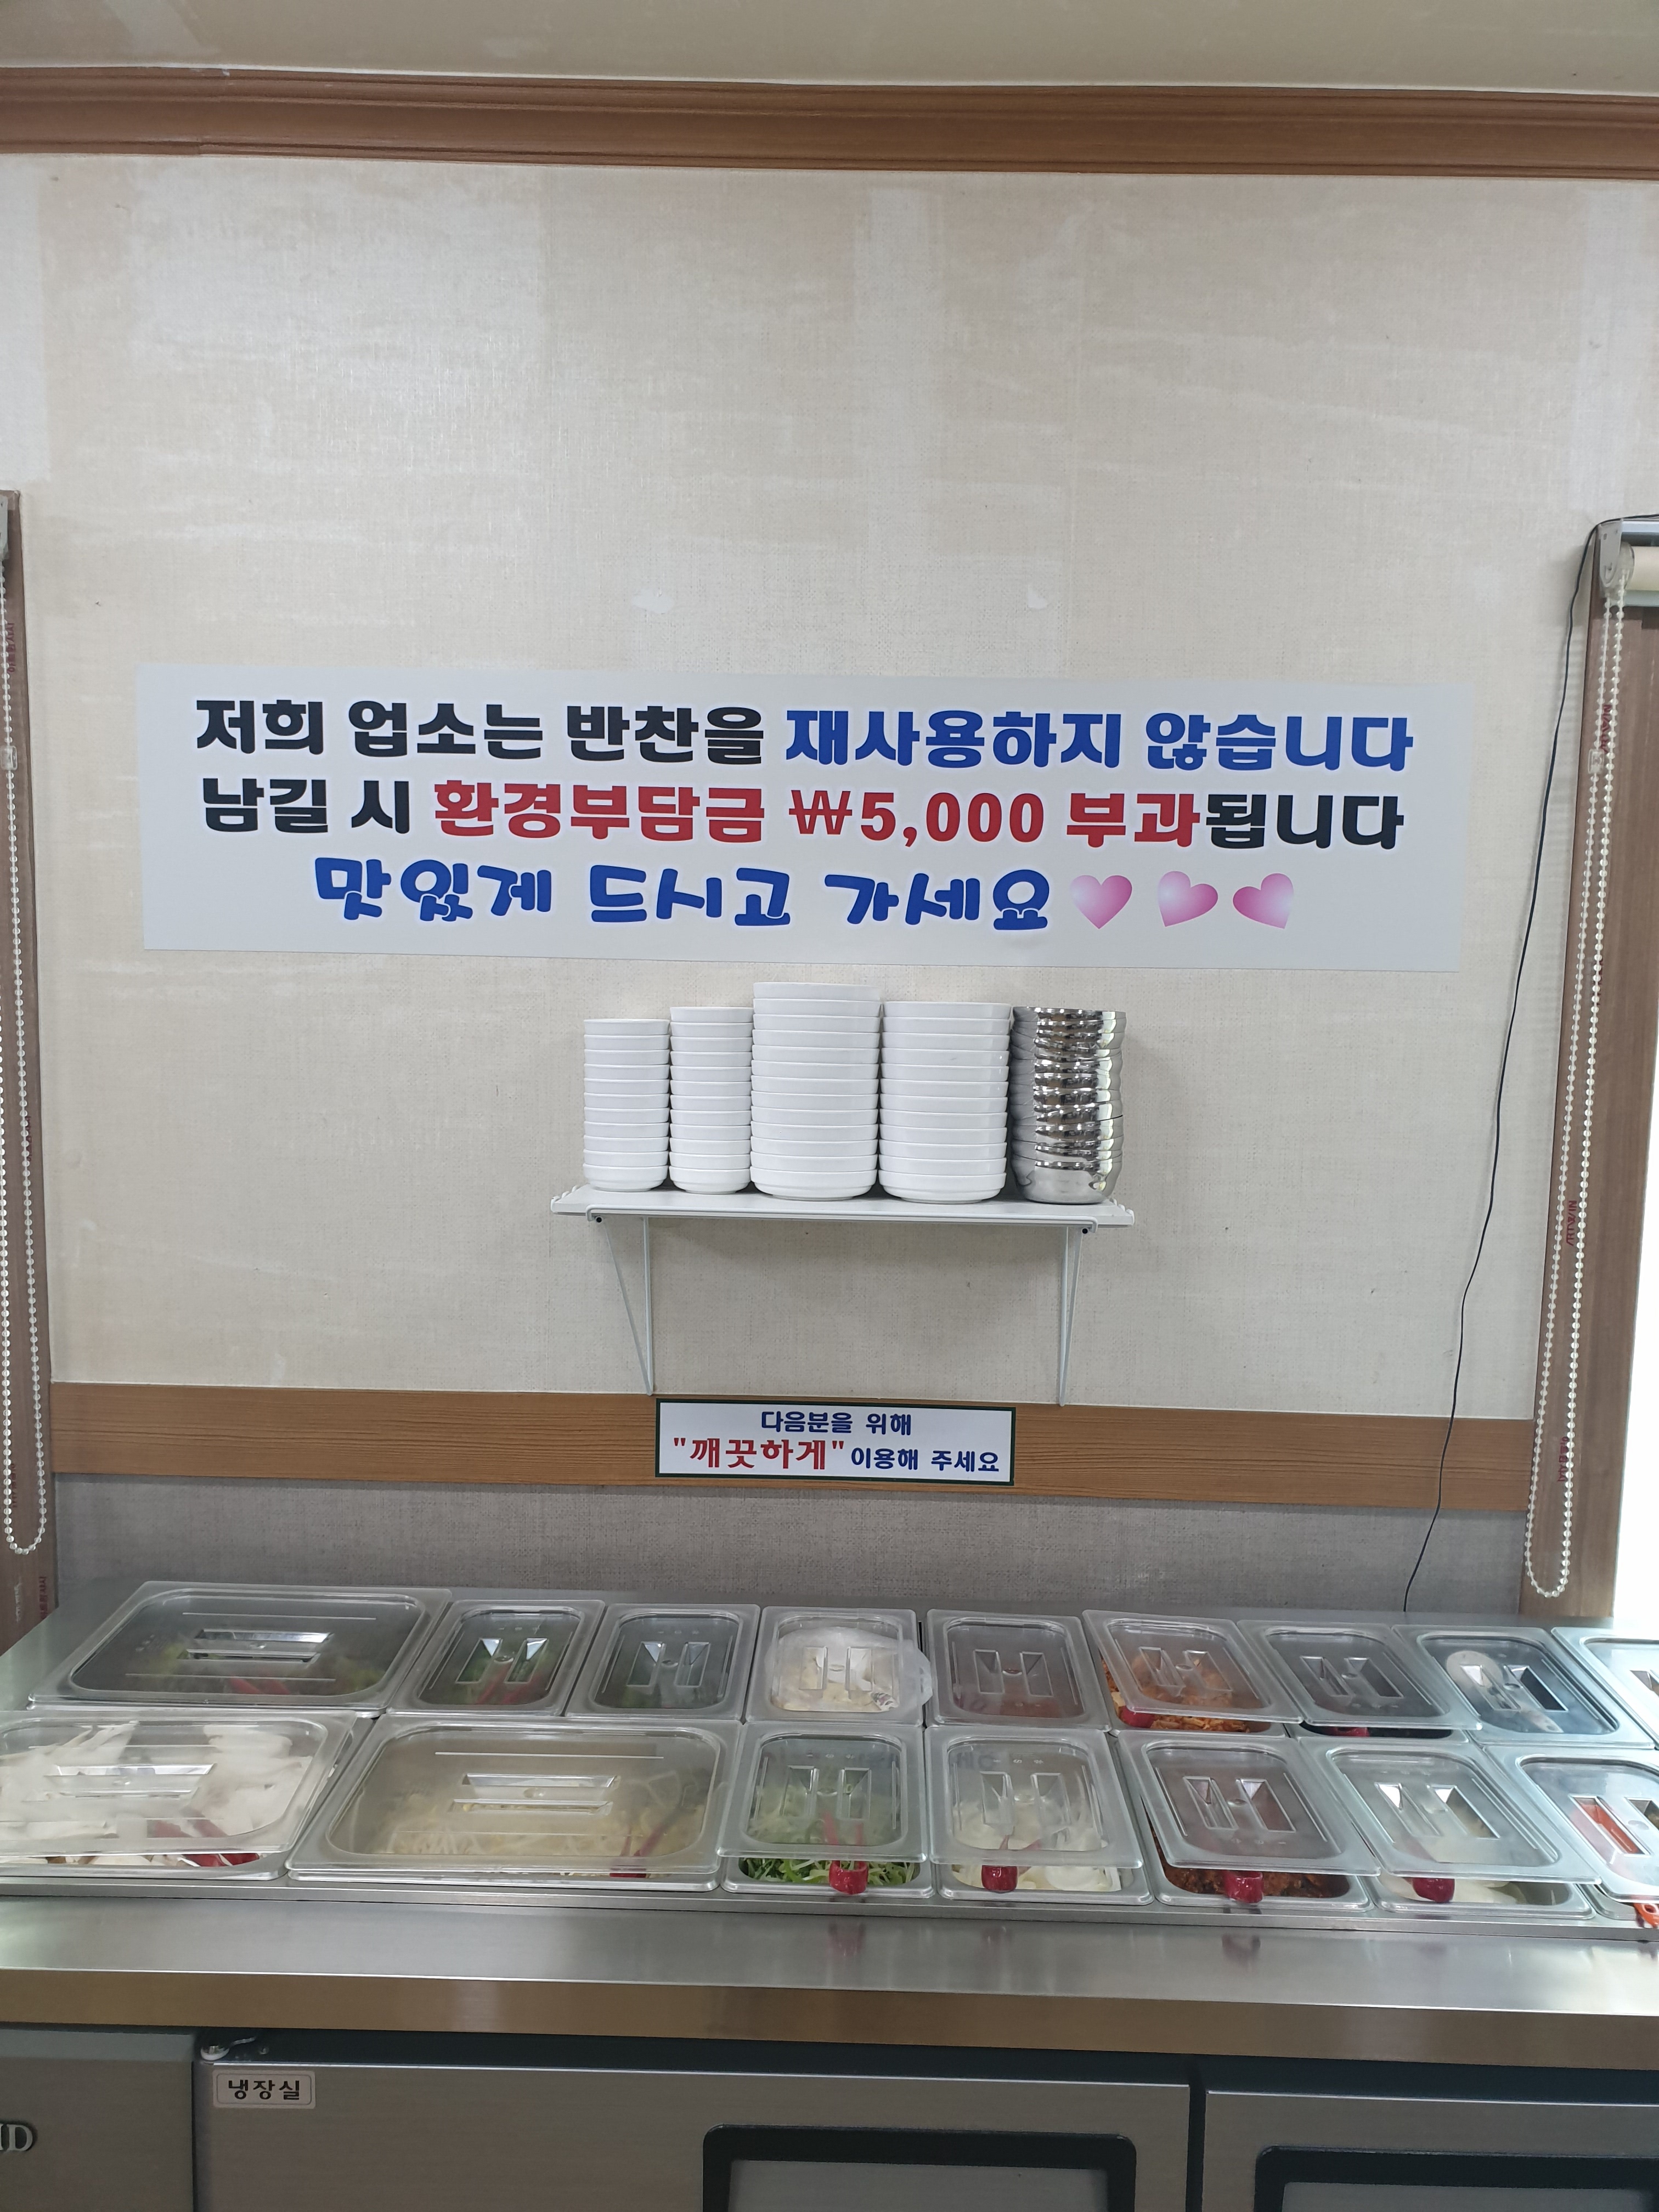 저희 업소는 반찬을 재사용하지 않습니다
남길 시 환경부담금 ₩5,000 부과됩니다
맛있게 드시고 가세요
다음분을 위해
"깨끗하게" 이용해 주세요
냉장실